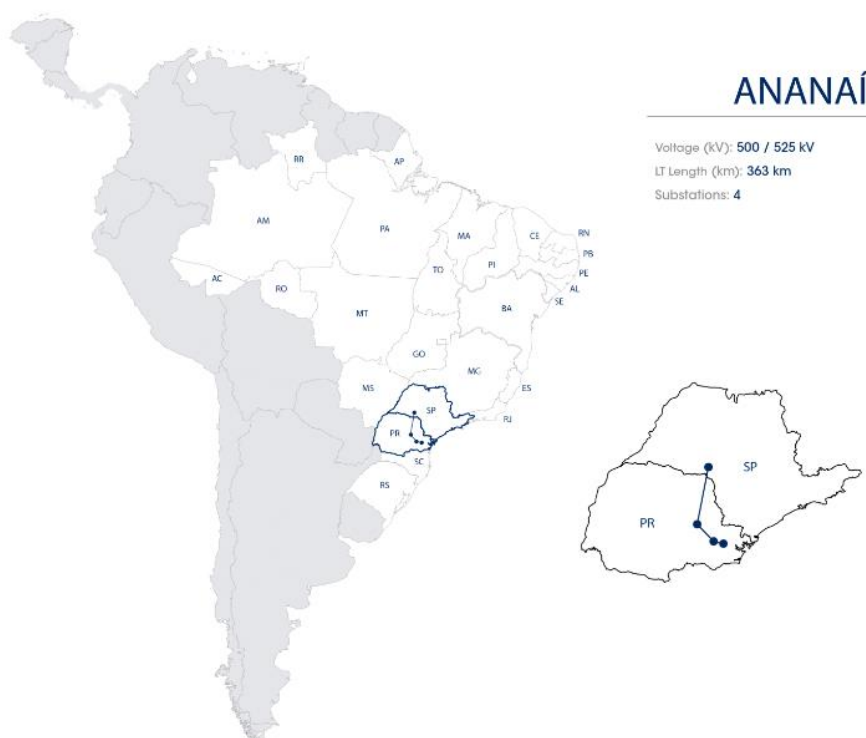 ANANAÍ
Voltage (kV): 500 / 525 kV
LT Length (km): 363 km
Substations: 4
RR
AP
AM
PA
MA
CE
RN
PB
PE
AL
SE
PI
TO
AC
RO
MT
BA
GO
MG
ES
MS
SP
RJ
PR
SC
RS
SP
PR